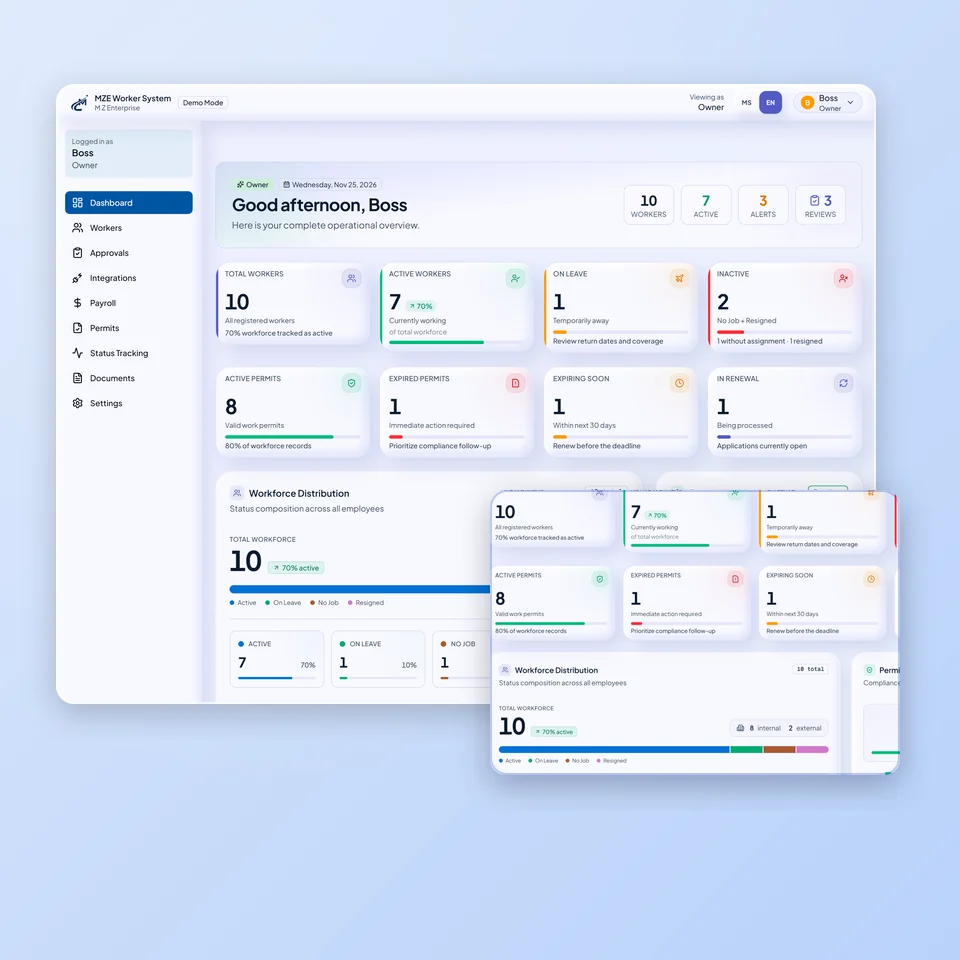 MZE Worker System
M Z Enterprise
Demo Mode
Viewing as
Owner
MS
EN
B
Boss
Owner
Logged in as
Boss
Owner
Dashboard
Workers
Approvals
Integrations
Payroll
Permits
Status Tracking
Documents
Settings
Owner
Wednesday, Nov 25, 2026
Good afternoon, Boss
Here is your complete operational overview.
10
WORKERS
7
ACTIVE
3
ALERTS
3
REVIEWS
TOTAL WORKERS
10
All registered workers
70% workforce tracked as active
ACTIVE WORKERS
7
70%
Currently working
of total workforce
ON LEAVE
1
Temporarily away
Review return dates and coverage
INACTIVE
2
No Job + Resigned
1 without assignment · 1 resigned
ACTIVE PERMITS
8
Valid work permits
80% of workforce records
EXPIRED PERMITS
1
Immediate action required
Prioritize compliance follow-up
EXPIRING SOON
1
Within next 30 days
Renew before the deadline
IN RENEWAL
1
Being processed
Applications currently open
Workforce Distribution
Status composition across all employees
TOTAL WORKFORCE
10
70% active
Active
On Leave
No Job
Resigned
ACTIVE
7
70%
ON LEAVE
1
10%
NO JOB
1
10
All registered workers
70% workforce tracked as active
7
70%
Currently working
of total workforce
1
Temporarily away
Review return dates and coverage
ACTIVE PERMITS
8
Valid work permits
80% of workforce records
EXPIRED PERMITS
1
Immediate action required
Prioritize compliance follow-up
EXPIRING SOON
1
Within next 30 days
Renew before the deadline
Workforce Distribution
10 total
Status composition across all employees
TOTAL WORKFORCE
10
70% active
8 internal 2 external
Active
On Leave
No Job
Resigned
Permi
Compliance